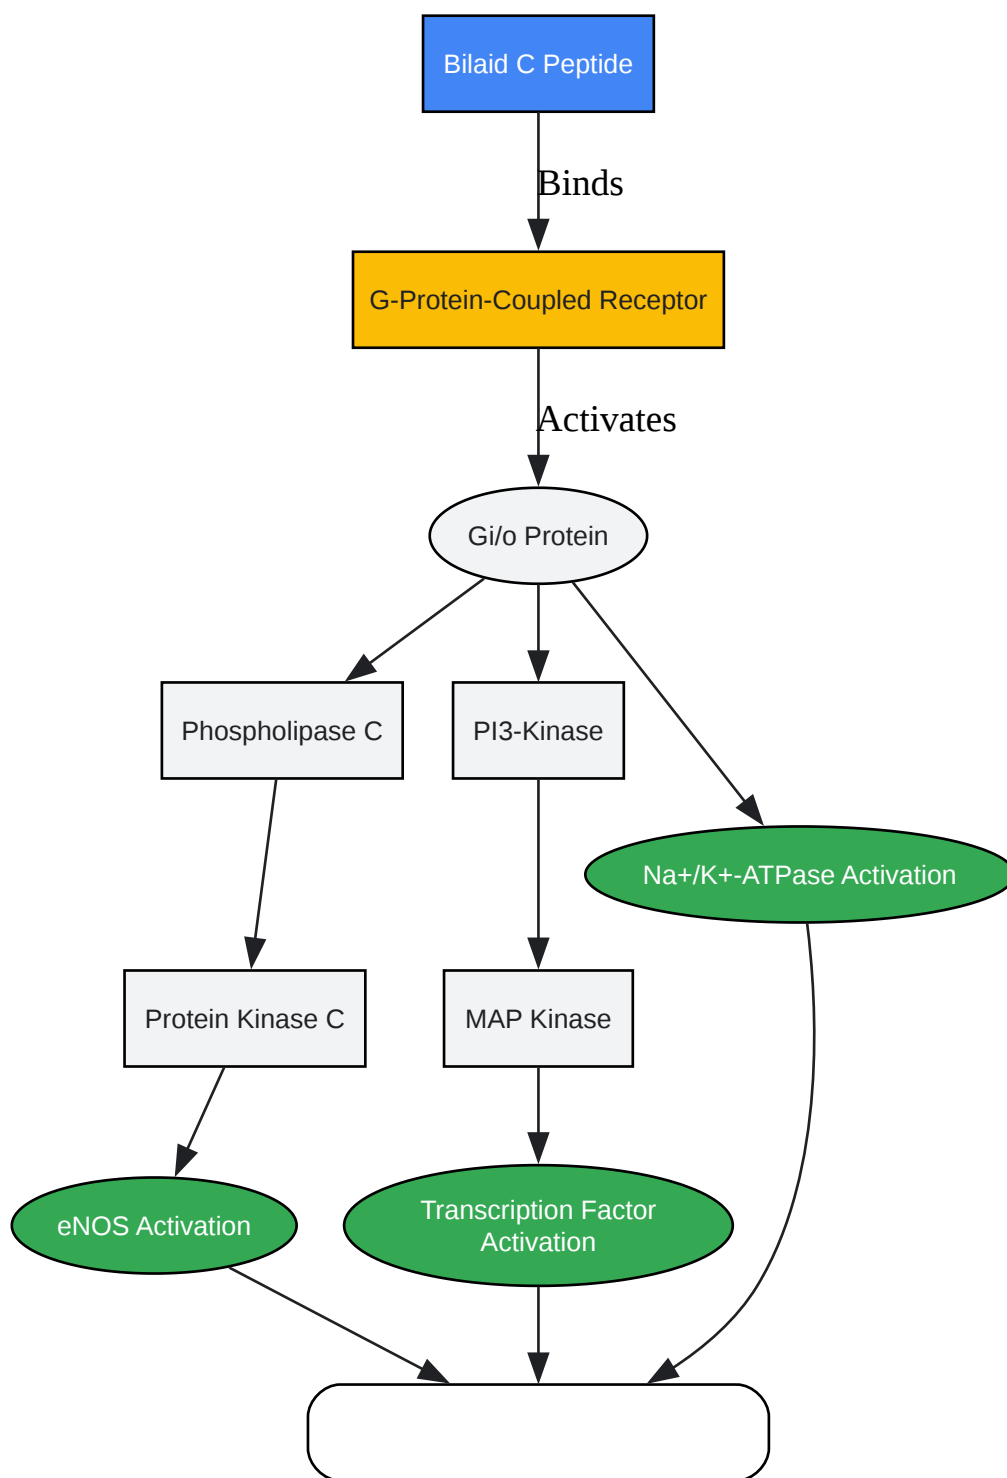 Bilaid C Peptide
Binds
G-Protein-Coupled Receptor
Activates
Gi/o Protein
Phospholipase C
PI3-Kinase
Na+/K+-ATPase Activation
Protein Kinase C
MAP Kinase
eNOS Activation
Transcription Factor
Activation